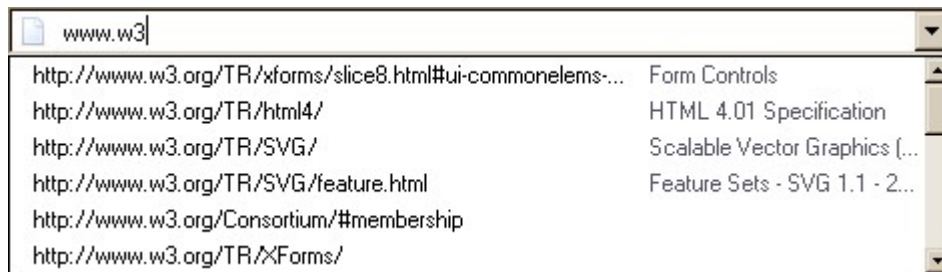 www.w3
http://www.w3.org/TR/xforms/slice8.html#ui-commonelems-... Form Controls
http://www.w3.org/TR/html4/ HTML 4.01 Specification
http://www.w3.org/TR/SVG/ Scalable Vector Graphics (...
http://www.w3.org/TR/SVG/feature.html Feature Sets - SVG 1.1 - 2...
http://www.w3.org/Consortium/#membership
http://www.w3.org/TR/XForms/